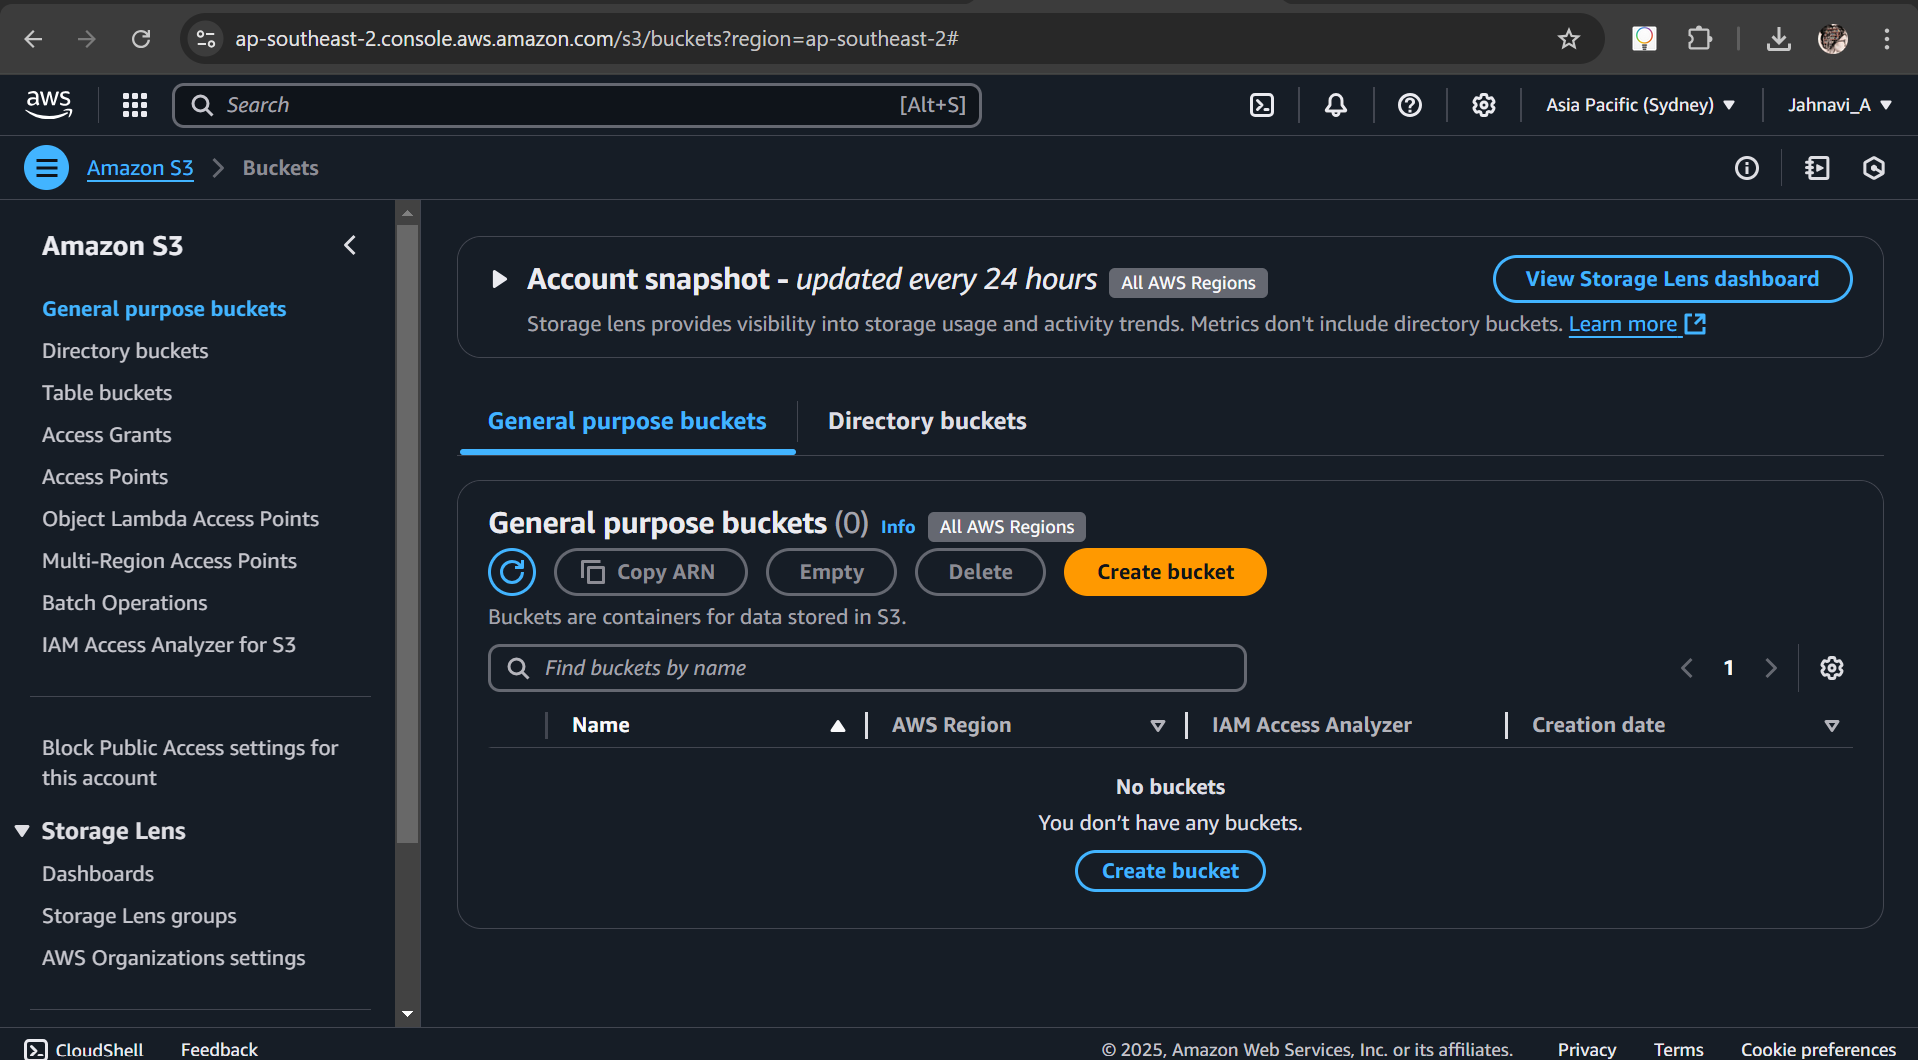 ap-southeast-2.console.aws.amazon.com/s3/buckets?region=ap-southeast-2#
aws
Search
[Alt+S]
Asia Pacific (Sydney)
Jahnavi_A
Amazon S3
Buckets
Amazon S3
General purpose buckets
Directory buckets
Table buckets
Access Grants
Access Points
Object Lambda Access Points
Multi-Region Access Points
Batch Operations
IAM Access Analyzer for S3
Block Public Access settings for
this account
Storage Lens
Dashboards
Storage Lens groups
AWS Organizations settings
Account snapshot - updated every 24 hours
All AWS Regions
View Storage Lens dashboard
Storage lens provides visibility into storage usage and activity trends. Metrics don't include directory buckets. Learn more
General purpose buckets
Directory buckets
General purpose buckets (0)
Info
All AWS Regions
Copy ARN
Empty
Delete
Create bucket
Buckets are containers for data stored in S3.
Find buckets by name
1
Name
AWS Region
IAM Access Analyzer
Creation date
No buckets
You don’t have any buckets.
Create bucket
CloudShell
Feedback
© 2025, Amazon Web Services, Inc. or its affiliates.
Privacy
Terms
Cookie preferences